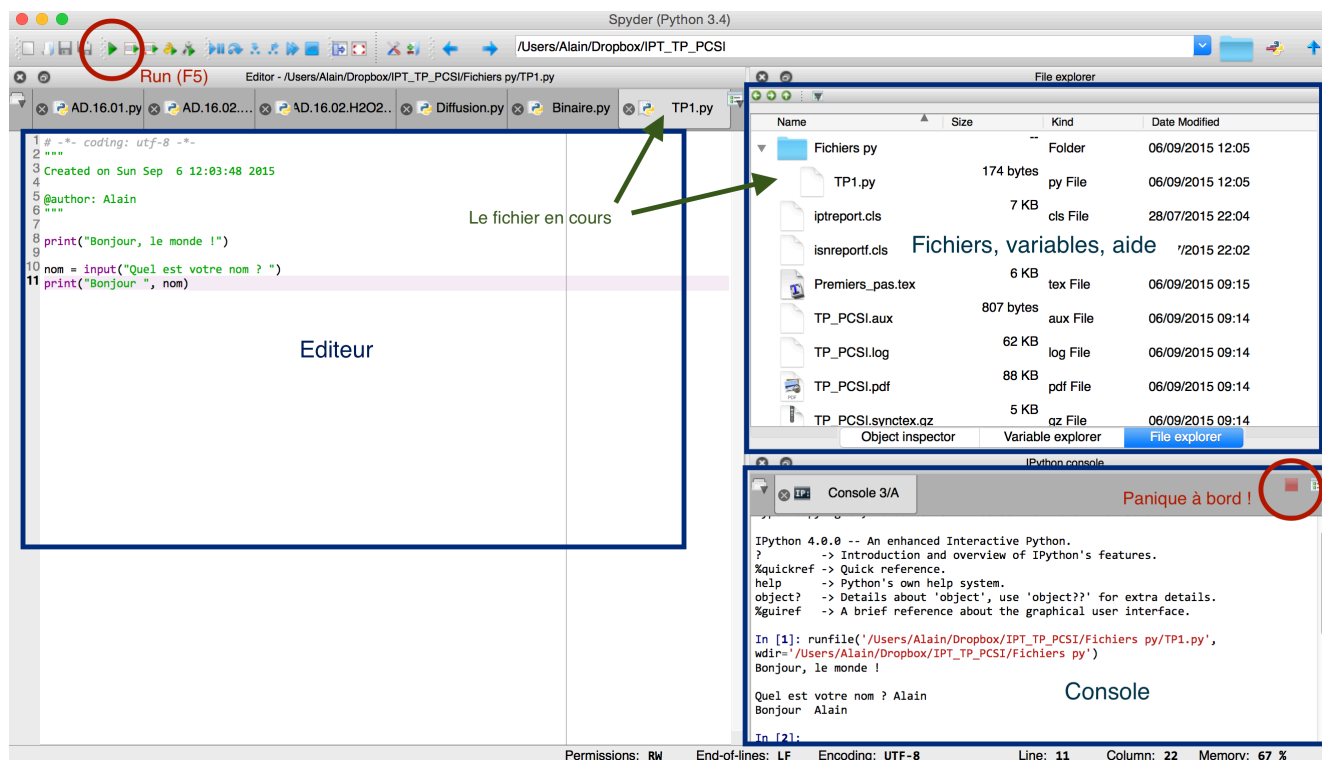 Spyder (Python 3.4)
/Users/Alain/Dropbox/IPT_TP_PCSI
Run (F5)
Editor - /Users/Alain/Dropbox/IPT_TP_PCSI/Fichiers py/TP1.py
AD.16.01.py
AD.16.02....
AD.16.02.H2O2..
Diffusion.py
Binaire.py
TP1.py
1 # -*- coding: utf-8 -*-
2 """
3 Created on Sun Sep  6 12:03:48 2015
4
5 @author: Alain
6 """
7
8 print("Bonjour, le monde !")
9
10 nom = input("Quel est votre nom ? ")
11 print("Bonjour ", nom)
Le fichier en cours
Editeur
File explorer
Name Size Kind Date Modified
Fichiers py -- Folder 06/09/2015 12:05
TP1.py 174 bytes py File 06/09/2015 12:05
iptreport.cls 7 KB cls File 28/07/2015 22:04
isnreportf.cls 7/2015 22:02
Fichiers, variables, aide
Premiers_pas.tex 6 KB tex File 06/09/2015 09:15
TP_PCSI.aux 807 bytes aux File 06/09/2015 09:14
TP_PCSI.log 62 KB log File 06/09/2015 09:14
TP_PCSI.pdf 88 KB pdf File 06/09/2015 09:14
TP_PCSI.synctex.gz 5 KB gz File 06/09/2015 09:14
Object inspector Variable explorer File explorer
IPython console
Console 3/A
Panique à bord !
IPython 4.0.0 -- An enhanced Interactive Python.
?         -> Introduction and overview of IPython's features.
%quickref -> Quick reference.
help      -> Python's own help system.
object?   -> Details about 'object', use 'object??' for extra details.
%guiref   -> A brief reference about the graphical user interface.
In [1]: runfile('/Users/Alain/Dropbox/IPT_TP_PCSI/Fichiers py/TP1.py',
wdir='/Users/Alain/Dropbox/IPT_TP_PCSI/Fichiers py')
Bonjour, le monde !
Quel est votre nom ? Alain
Bonjour  Alain
Console
In [2]:
Permissions: RW End-of-lines: LF Encoding: UTF-8 Line: 11 Column: 22 Memory: 67 %